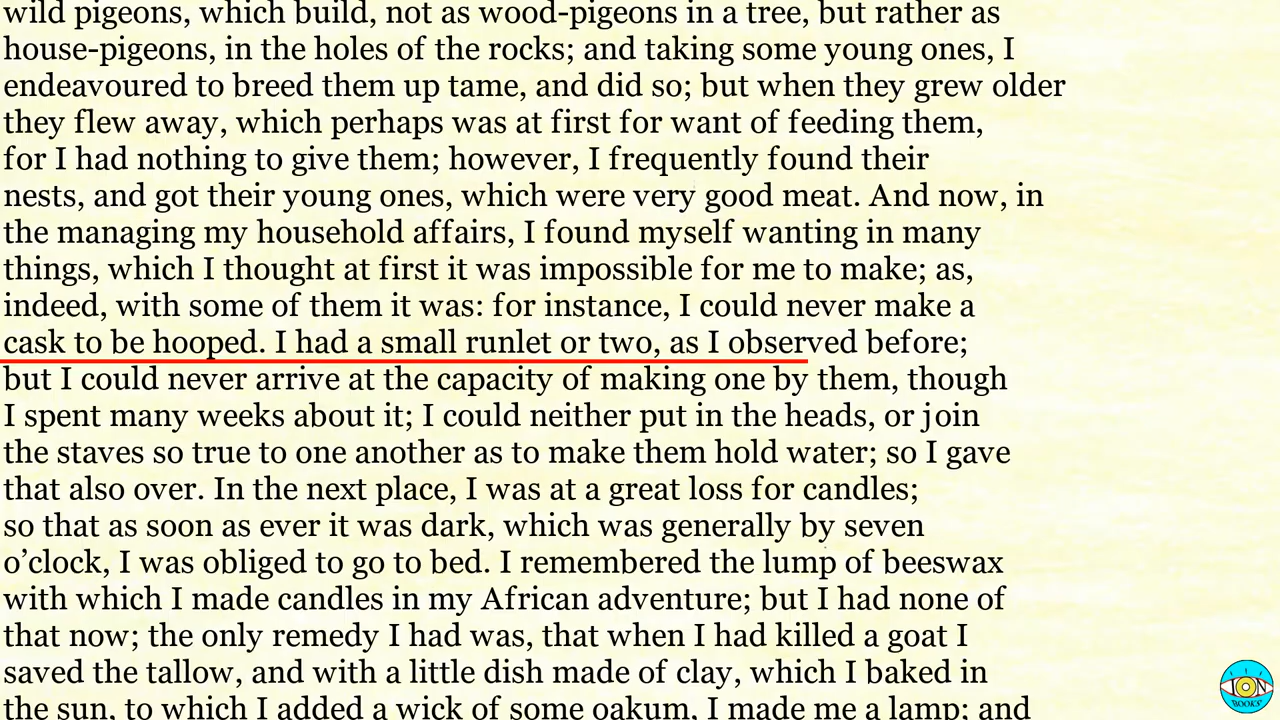 wild pigeons, which build, not as wood-pigeons in a tree, but rather as
house-pigeons, in the holes of the rocks; and taking some young ones, I
endeavoured to breed them up tame, and did so; but when they grew older
they flew away, which perhaps was at first for want of feeding them,
for I had nothing to give them; however, I frequently found their
nests, and got their young ones, which were very good meat. And now, in
the managing my household affairs, I found myself wanting in many
things, which I thought at first it was impossible for me to make; as,
indeed, with some of them it was: for instance, I could never make a
cask to be hooped. I had a small runlet or two, as I observed before;
but I could never arrive at the capacity of making one by them, though
I spent many weeks about it; I could neither put in the heads, or join
the staves so true to one another as to make them hold water; so I gave
that also over. In the next place, I was at a great loss for candles;
so that as soon as ever it was dark, which was generally by seven
o’clock, I was obliged to go to bed. I remembered the lump of beeswax
with which I made candles in my African adventure; but I had none of
that now; the only remedy I had was, that when I had killed a goat I
saved the tallow, and with a little dish made of clay, which I baked in
the sun, to which I added a wick of some oakum, I made me a lamp; and
ION
BOOKS